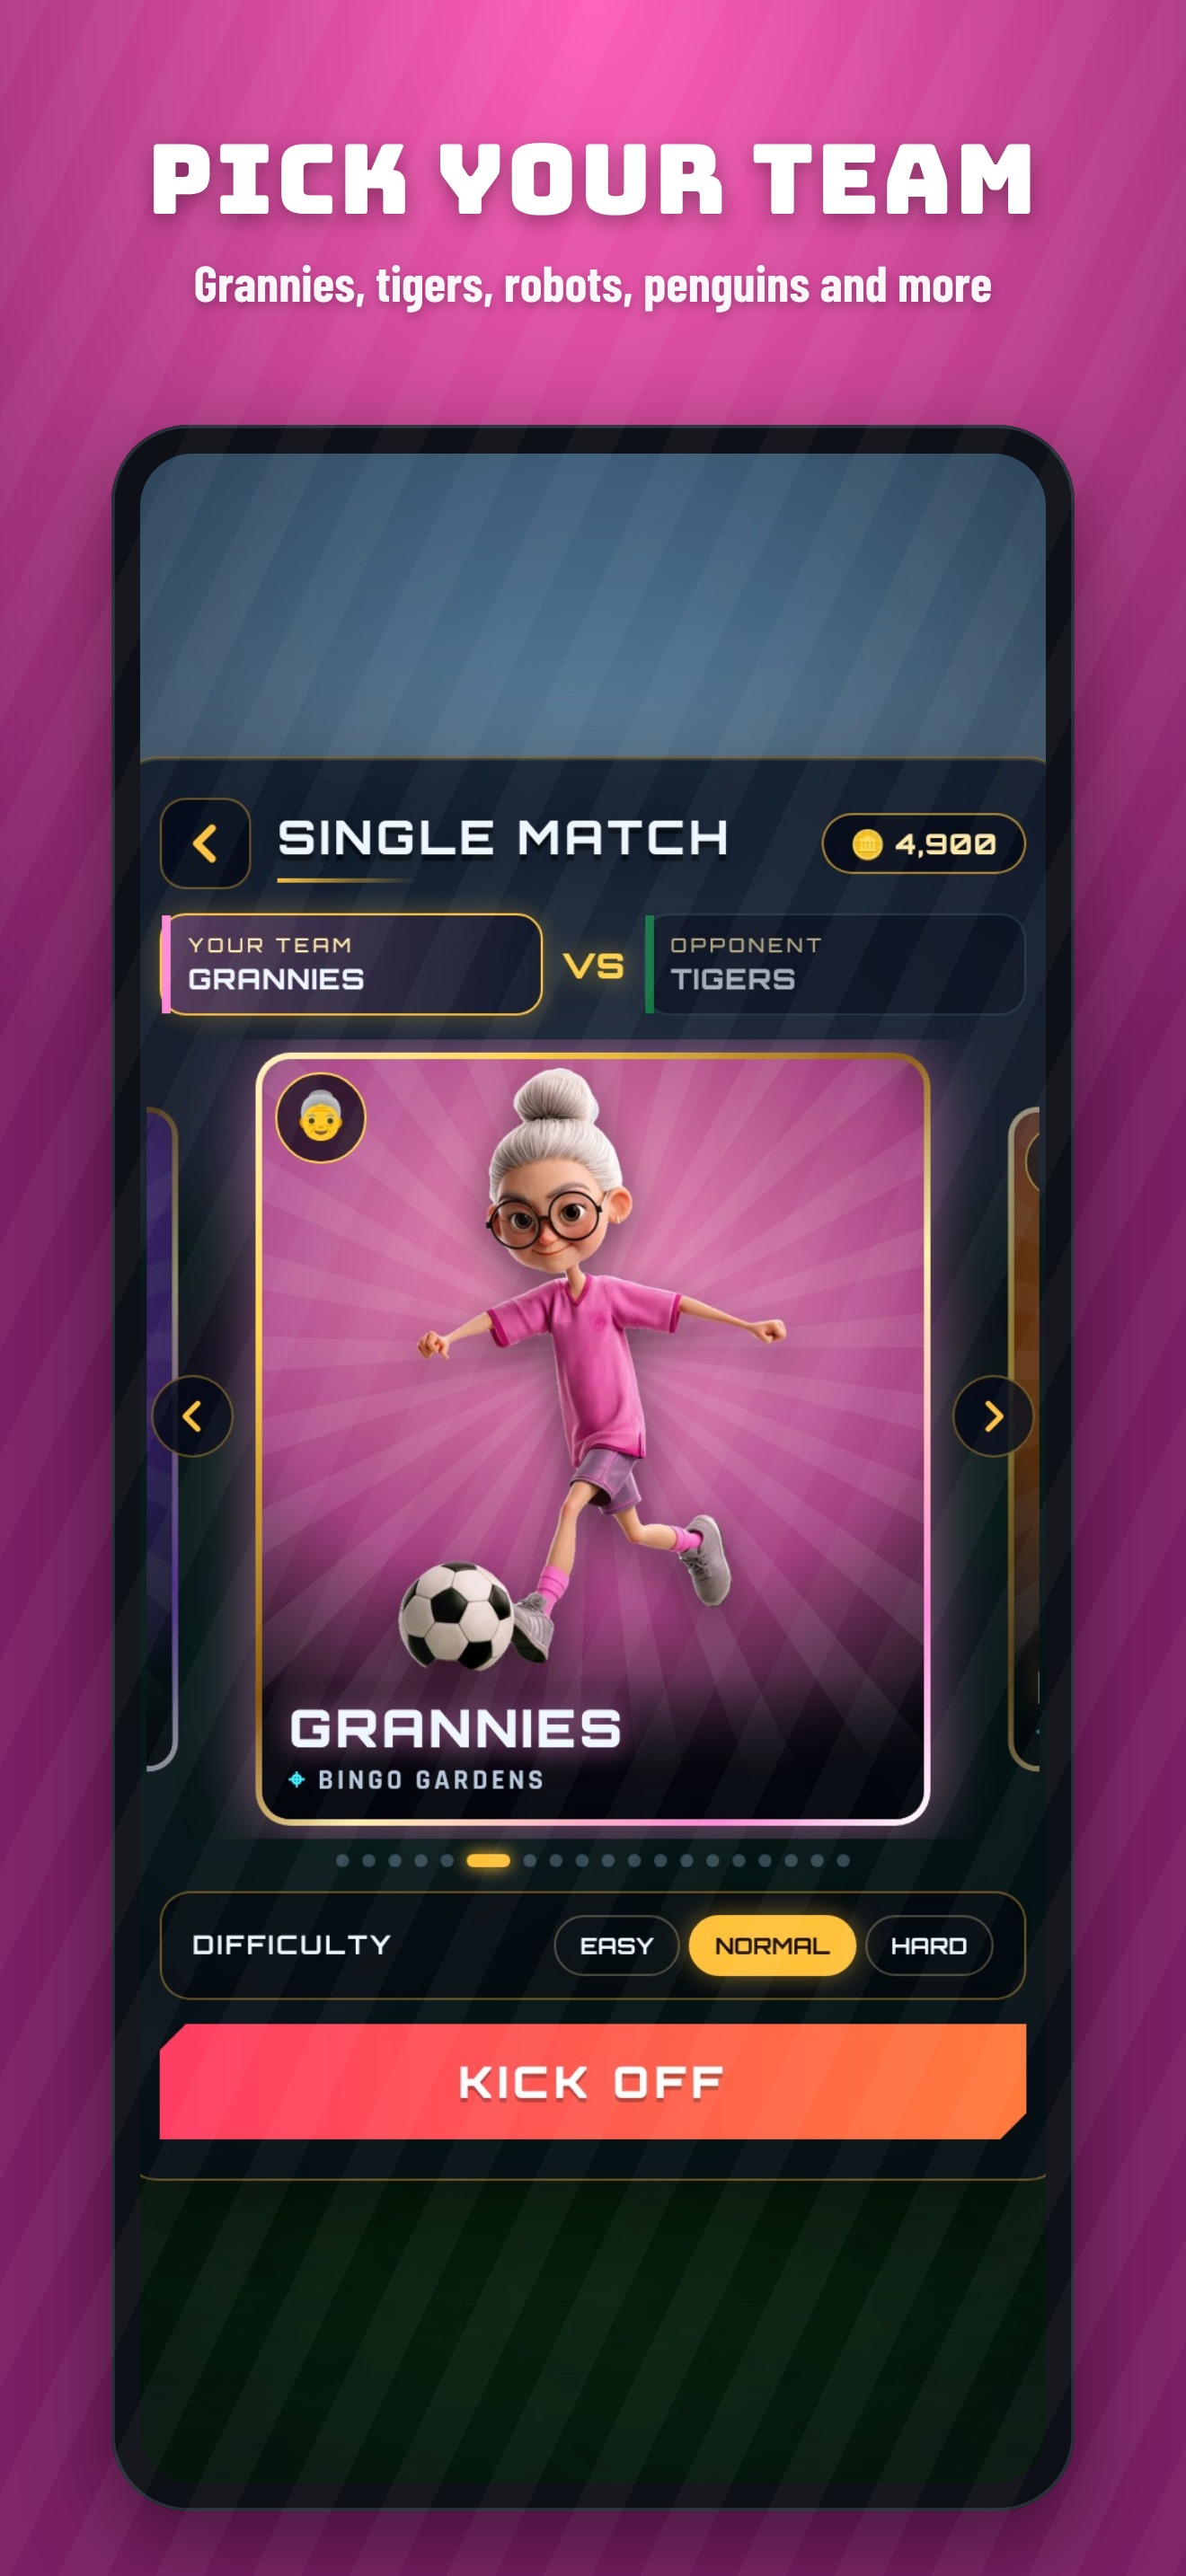 PICK YOUR TEAM
Grannies, tigers, robots, penguins and more
SINGLE MATCH
4,900
YOUR TEAM
GRANNIES
VS
OPPONENT
TIGERS
GRANNIES
BINGO GARDENS
DIFFICULTY
EASY
NORMAL
HARD
KICK OFF